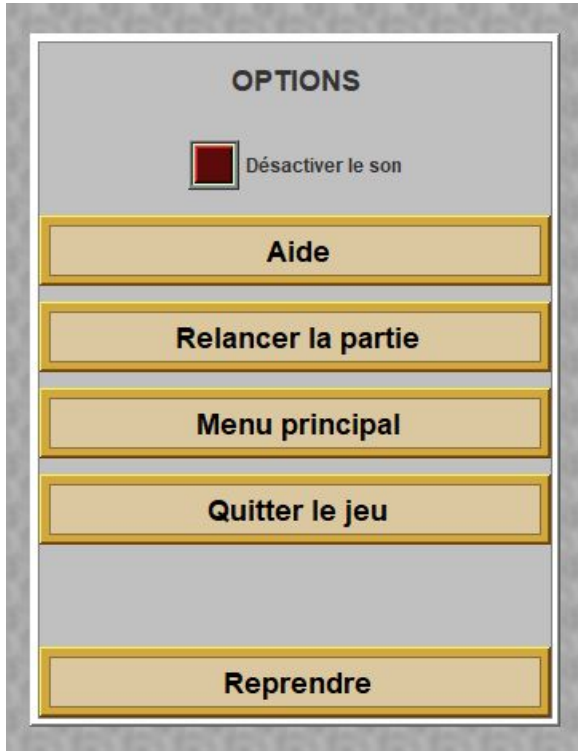 OPTIONS
Désactiver le son
Aide
Relancer la partie
Menu principal
Quitter le jeu
Reprendre